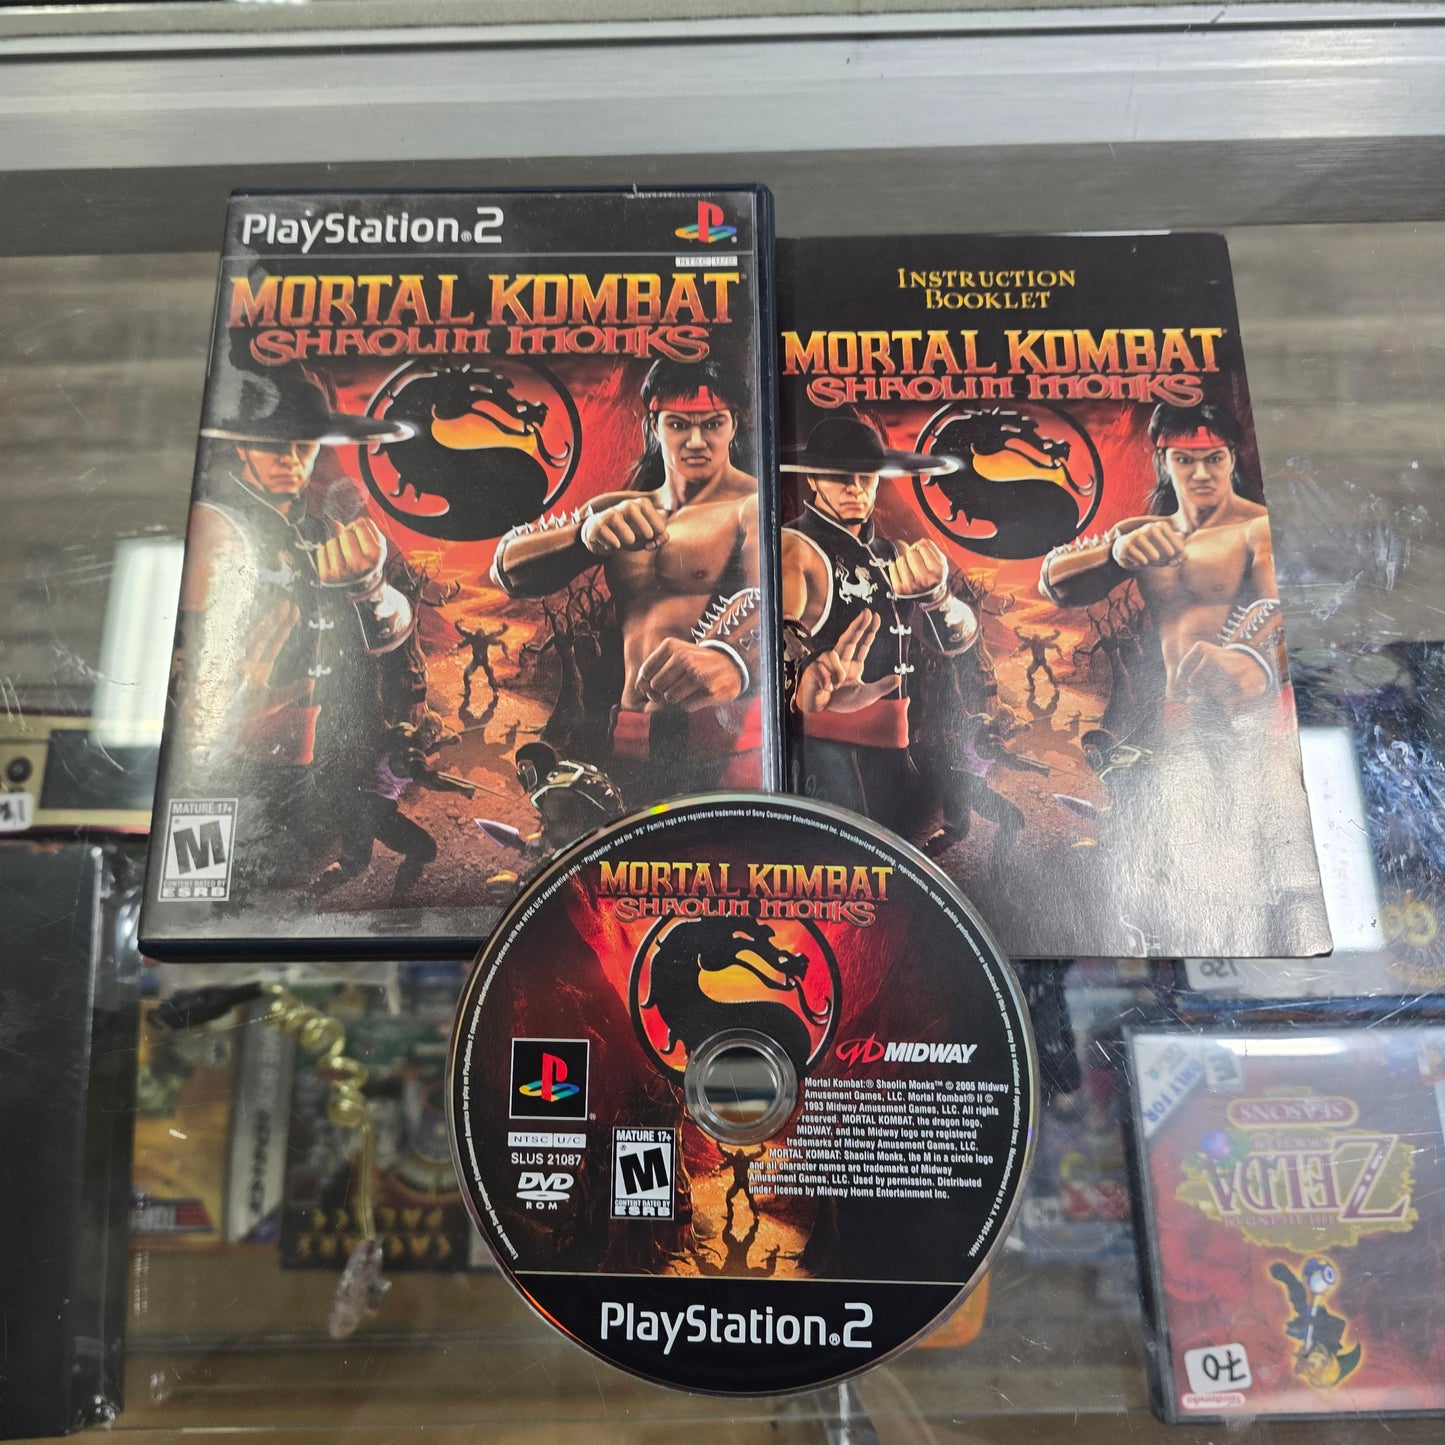 PlayStation®2
NTSC U/C
MORTAL KOMBAT
SHAOLIN MONKS
MATURE 17+
M
CONTENT RATED BY
ESRB
INSTRUCTION
BOOKLET
MORTAL KOMBAT
SHAOLIN MONKS
MORTAL KOMBAT
SHAOLIN MONKS
MIDWAY
Mortal Kombat:® Shaolin Monks™ © 2005 Midway
Amusement Games, LLC. Mortal Kombat® II ©
1993 Midway Amusement Games, LLC. All rights
reserved. MORTAL KOMBAT, the dragon logo,
MIDWAY, and the Midway logo are registered
trademarks of Midway Amusement Games, LLC.
MORTAL KOMBAT: Shaolin Monks, the M in a circle logo
and all character names are trademarks of Midway
Amusement Games, LLC. Used by permission. Distributed
under license by Midway Home Entertainment Inc.
NTSC U/C
SLUS 21087
DVD
ROM
MATURE 17+
M
CONTENT RATED BY
ESRB
PlayStation®2
ONLY FOR
E
SEASONS
ZELDA
70
Nintendo